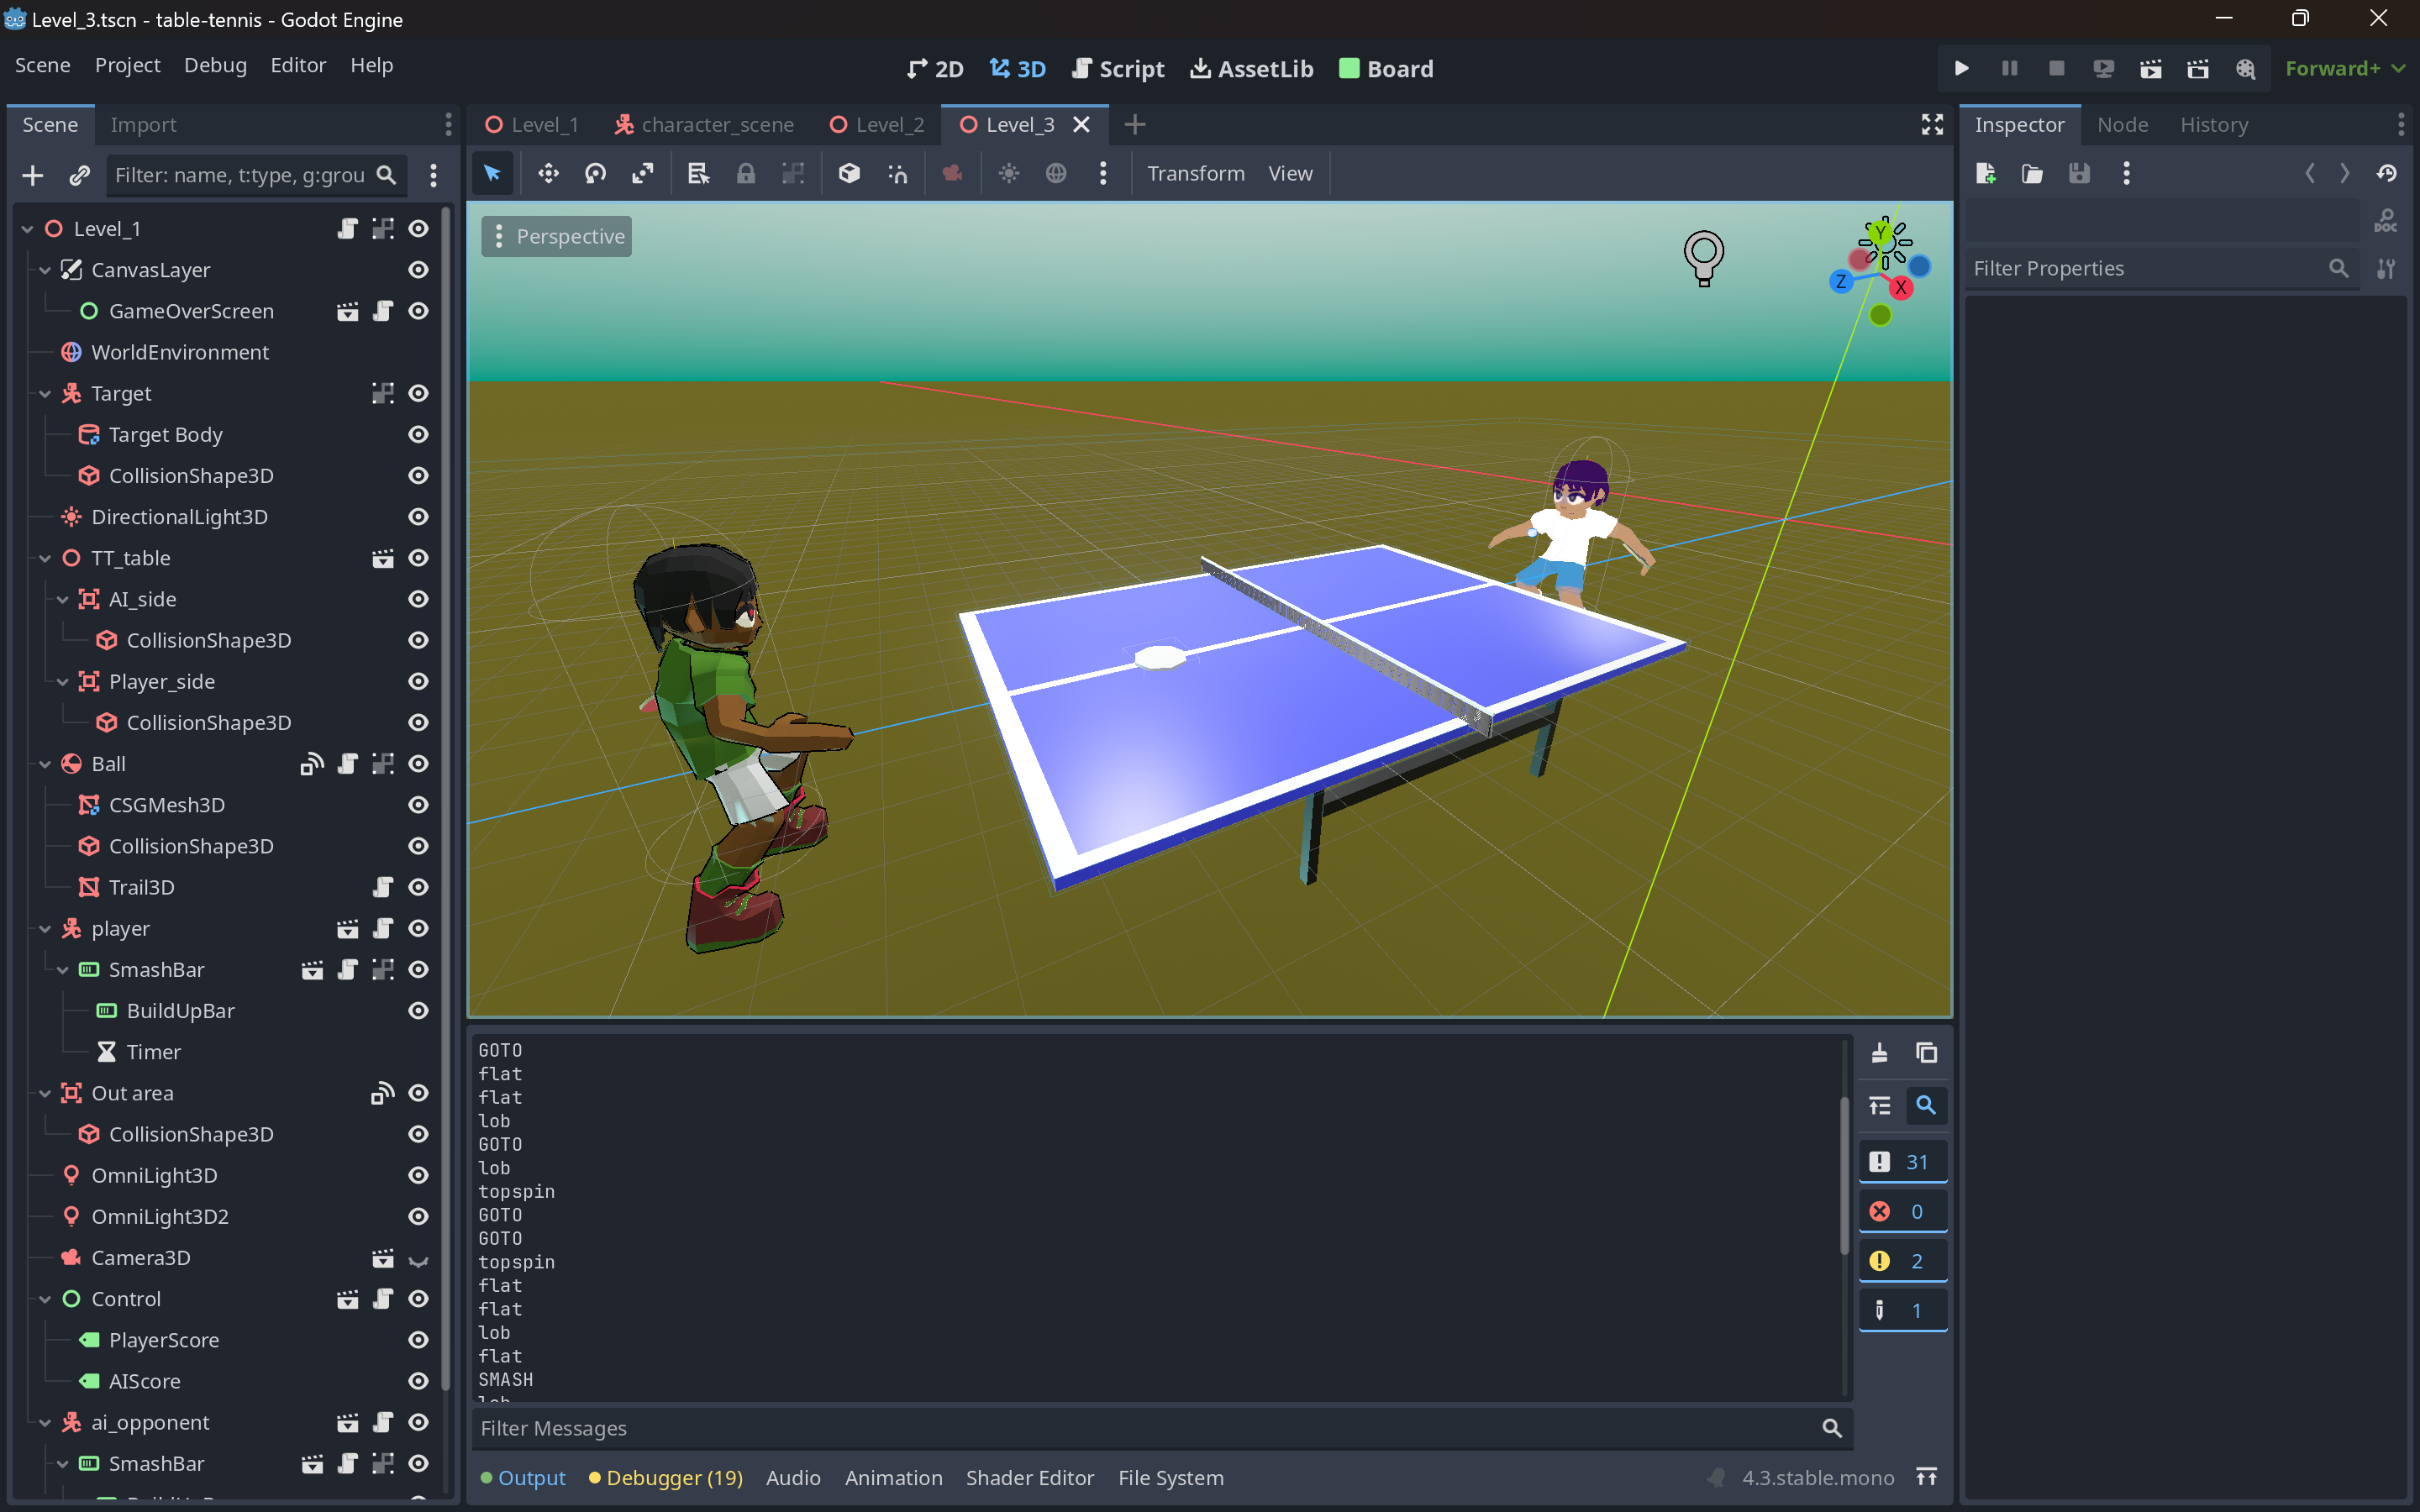 Level_3.tscn - table-tennis - Godot Engine
Scene Project Debug Editor Help
2D 3D Script AssetLib Board
Forward+
Scene Import
Level_1 character_scene Level_2 Level_3
Inspector Node History
Filter: name, t:type, g:grou
Transform View
DOC
Filter Properties
Perspective
Y
Z
X
Level_1
CanvasLayer
GameOverScreen
WorldEnvironment
Target
Target Body
CollisionShape3D
DirectionalLight3D
TT_table
AI_side
CollisionShape3D
Player_side
CollisionShape3D
Ball
CSGMesh3D
CollisionShape3D
Trail3D
player
SmashBar
BuildUpBar
Timer
Out area
CollisionShape3D
OmniLight3D
OmniLight3D2
Camera3D
Control
PlayerScore
AIScore
ai_opponent
SmashBar
GOTO
flat
flat
lob
GOTO
lob
topspin
GOTO
GOTO
topspin
flat
flat
lob
flat
SMASH
31
0
2
1
Filter Messages
Output Debugger (19) Audio Animation Shader Editor File System
4.3.stable.mono